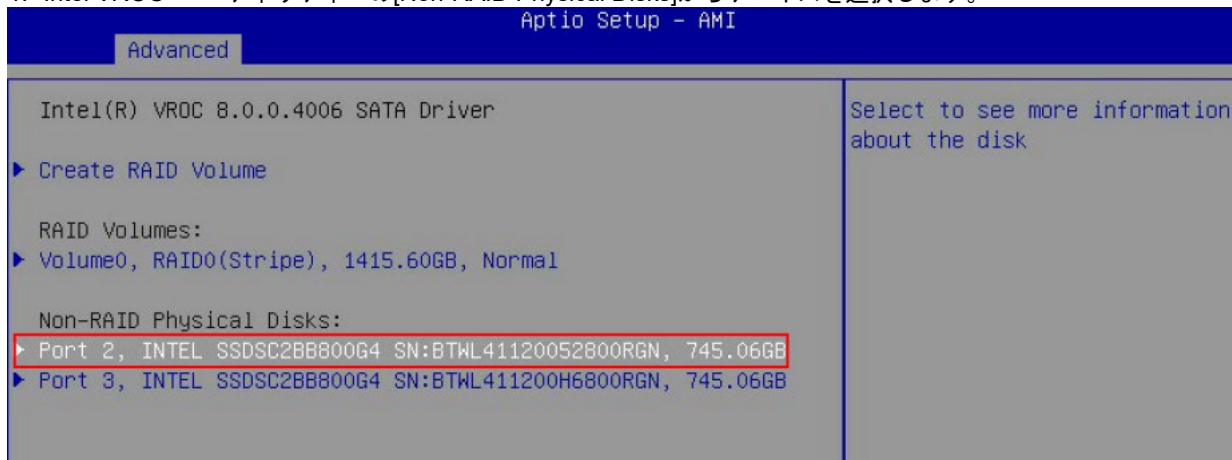 Aptio Setup – AMI
Advanced
Intel(R) VROC 8.0.0.4006 SATA Driver
Select to see more information about the disk
Create RAID Volume
RAID Volumes:
Volume0, RAID0(Stripe), 1415.60GB, Normal
Non-RAID Physical Disks:
Port 2, INTEL SSDSC2BB800G4 SN:BTWL41120052800RGN, 745.06GB
Port 3, INTEL SSDSC2BB800G4 SN:BTWL411200H6800RGN, 745.06GB